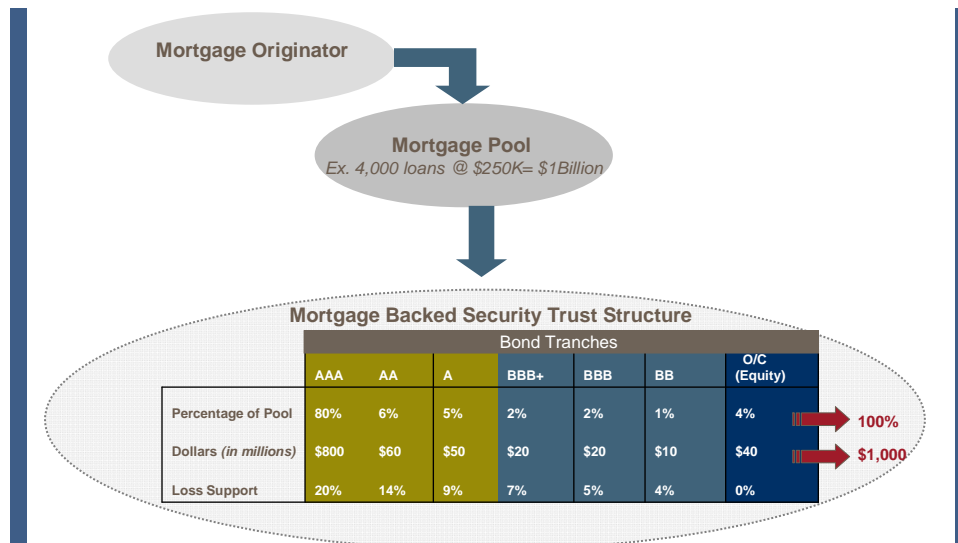 Mortgage Originator
Mortgage Pool
Ex. 4,000 loans @ $250K= $1Billion
Mortgage Backed Security Trust Structure
Bond Tranches
AAA AA A BBB+ BBB BB O/C (Equity)
Percentage of Pool 80% 6% 5% 2% 2% 1% 4% 100%
Dollars (in millions) $800 $60 $50 $20 $20 $10 $40 $1,000
Loss Support 20% 14% 9% 7% 5% 4% 0%